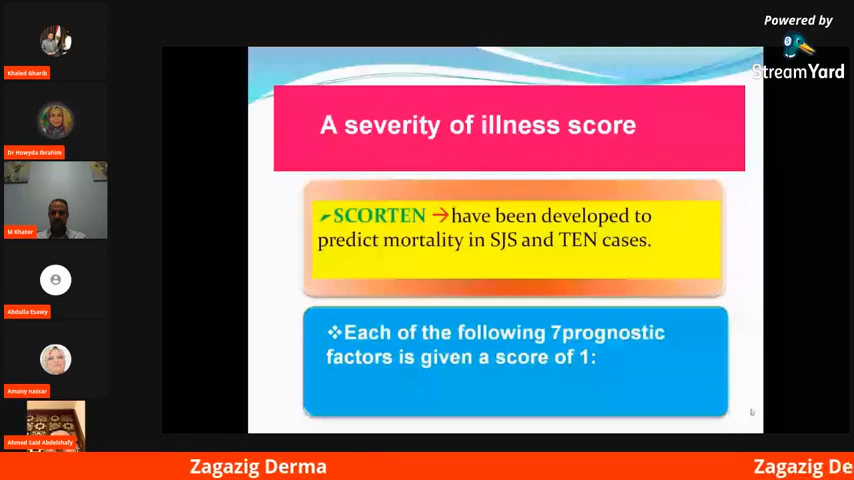 Powered by
StreamYard
Khaled Gharib
Dr Howyda Ibrahim
M Khater
Abdulla Esawy
Amany nassar
Ahmed Said Abdelshafy
A severity of illness score
➢SCORTEN →have been developed to
predict mortality in SJS and TEN cases.
❖Each of the following 7prognostic
factors is given a score of 1:
Zagazig Derma
Zagazig De